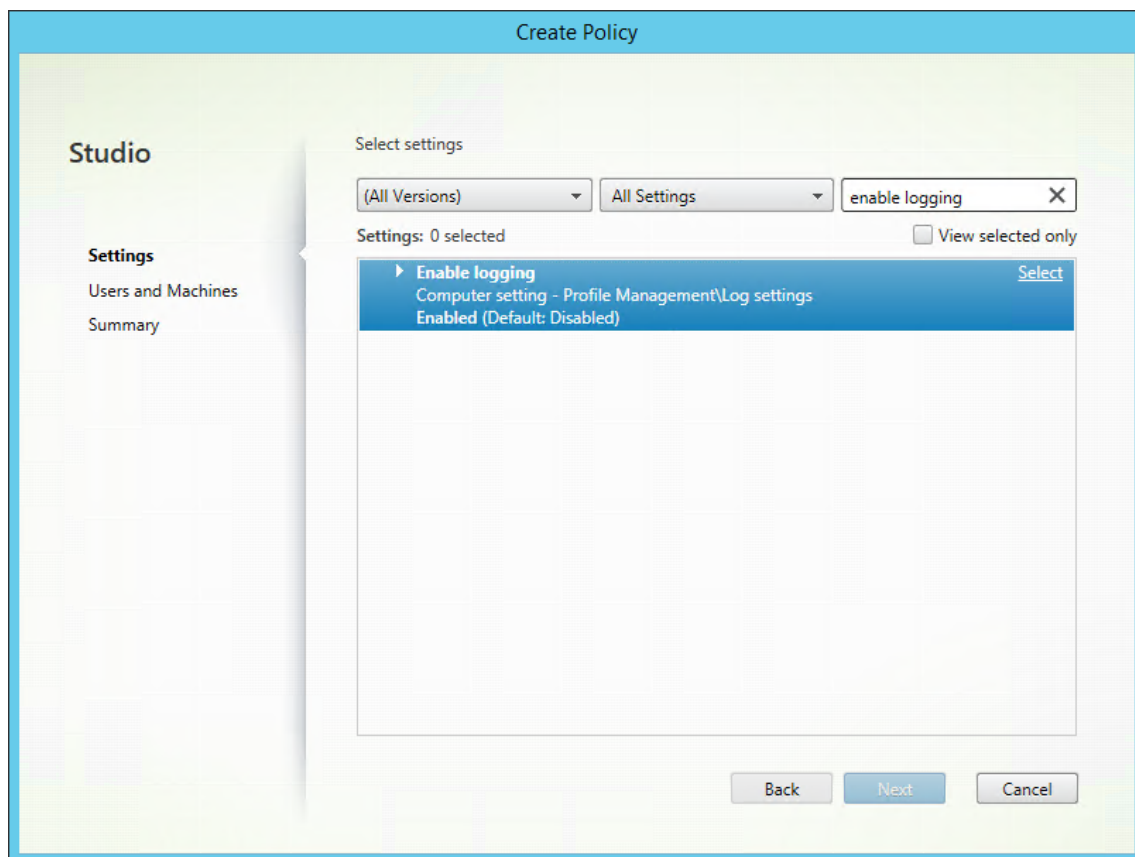 Create Policy
Studio
Settings
Users and Machines
Summary
Select settings
(All Versions)
All Settings
enable logging
Settings: 0 selected
View selected only
Enable logging
Select
Computer setting - Profile Management\Log settings
Enabled (Default: Disabled)
Back
Next
Cancel